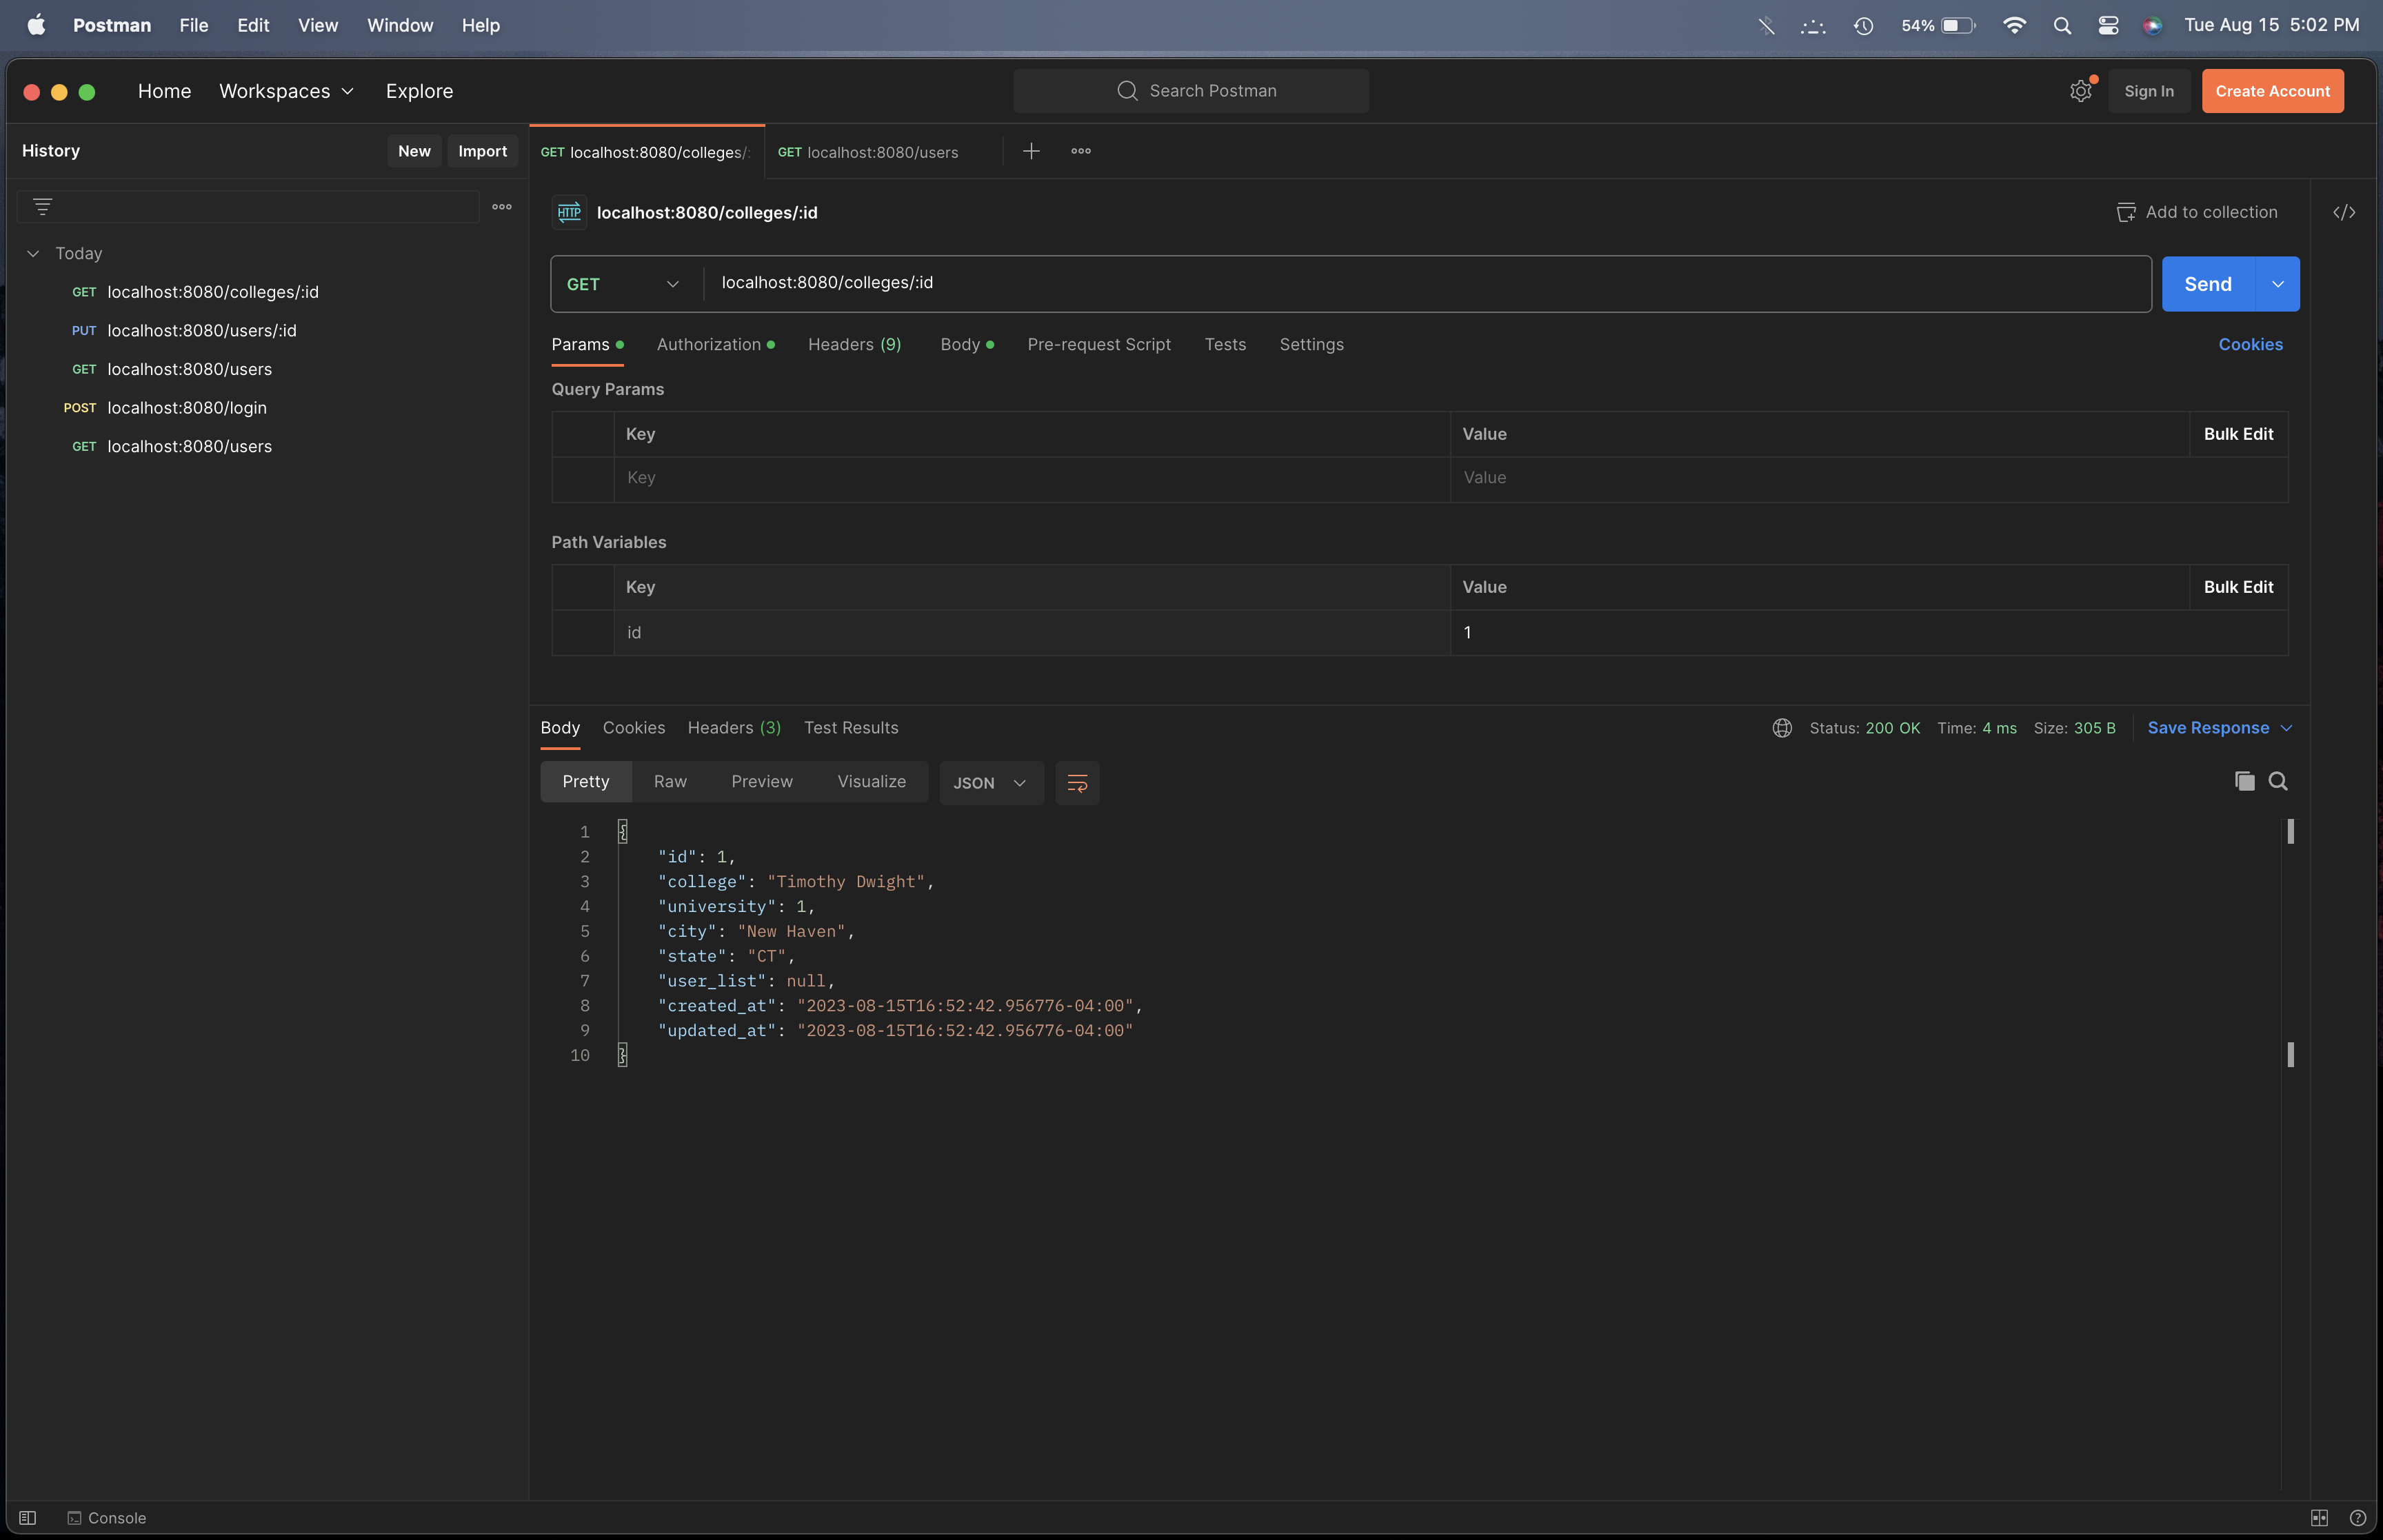 Postman File Edit View Window Help 54% Tue Aug 15 5:02 PM
Home Workspaces Explore Search Postman Sign In Create Account
History New Import
GET localhost:8080/colleges/: GET localhost:8080/users
HTTP localhost:8080/colleges/:id Add to collection
Today
GET localhost:8080/colleges/:id
PUT localhost:8080/users/:id
GET localhost:8080/users
POST localhost:8080/login
GET localhost:8080/users
GET localhost:8080/colleges/:id Send
Params Authorization Headers (9) Body Pre-request Script Tests Settings Cookies
Query Params
Key Value Bulk Edit
Key Value
Path Variables
Key Value Bulk Edit
id 1
Body Cookies Headers (3) Test Results Status: 200 OK Time: 4 ms Size: 305 B Save Response
Pretty Raw Preview Visualize JSON
1 {
2 "id": 1,
3 "college": "Timothy Dwight",
4 "university": 1,
5 "city": "New Haven",
6 "state": "CT",
7 "user_list": null,
8 "created_at": "2023-08-15T16:52:42.956776-04:00",
9 "updated_at": "2023-08-15T16:52:42.956776-04:00"
10 }
Console